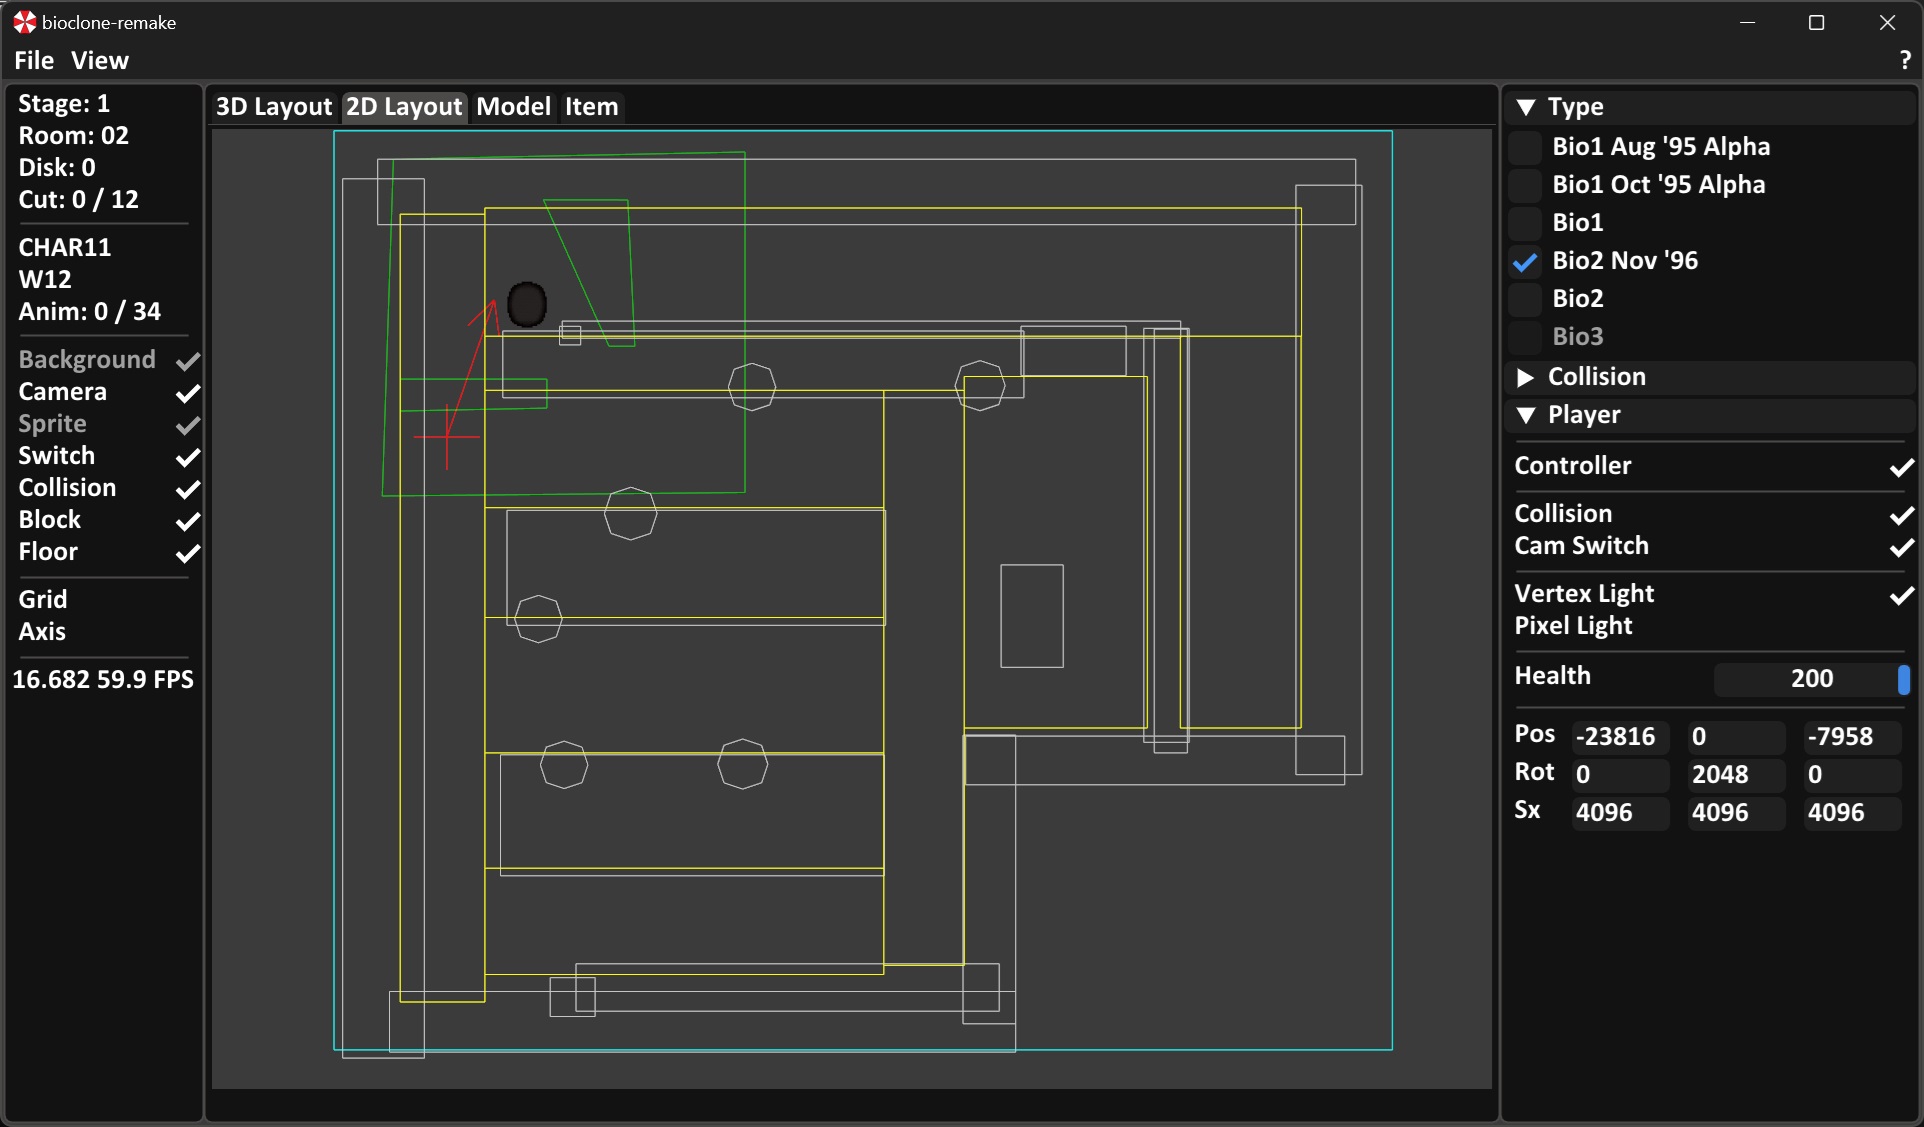 bioclone-remake
File View ?
Stage: 1
Room: 02
Disk: 0
Cut: 0 / 12
CHAR11
W12
Anim: 0 / 34
Background
Camera
Sprite
Switch
Collision
Block
Floor
Grid
Axis
16.682 59.9 FPS
3D Layout 2D Layout Model Item
Type
Bio1 Aug '95 Alpha
Bio1 Oct '95 Alpha
Bio1
Bio2 Nov '96
Bio2
Bio3
Collision
Player
Controller
Collision
Cam Switch
Vertex Light
Pixel Light
Health 200
Pos -23816 0 -7958
Rot 0 2048 0
Sx 4096 4096 4096